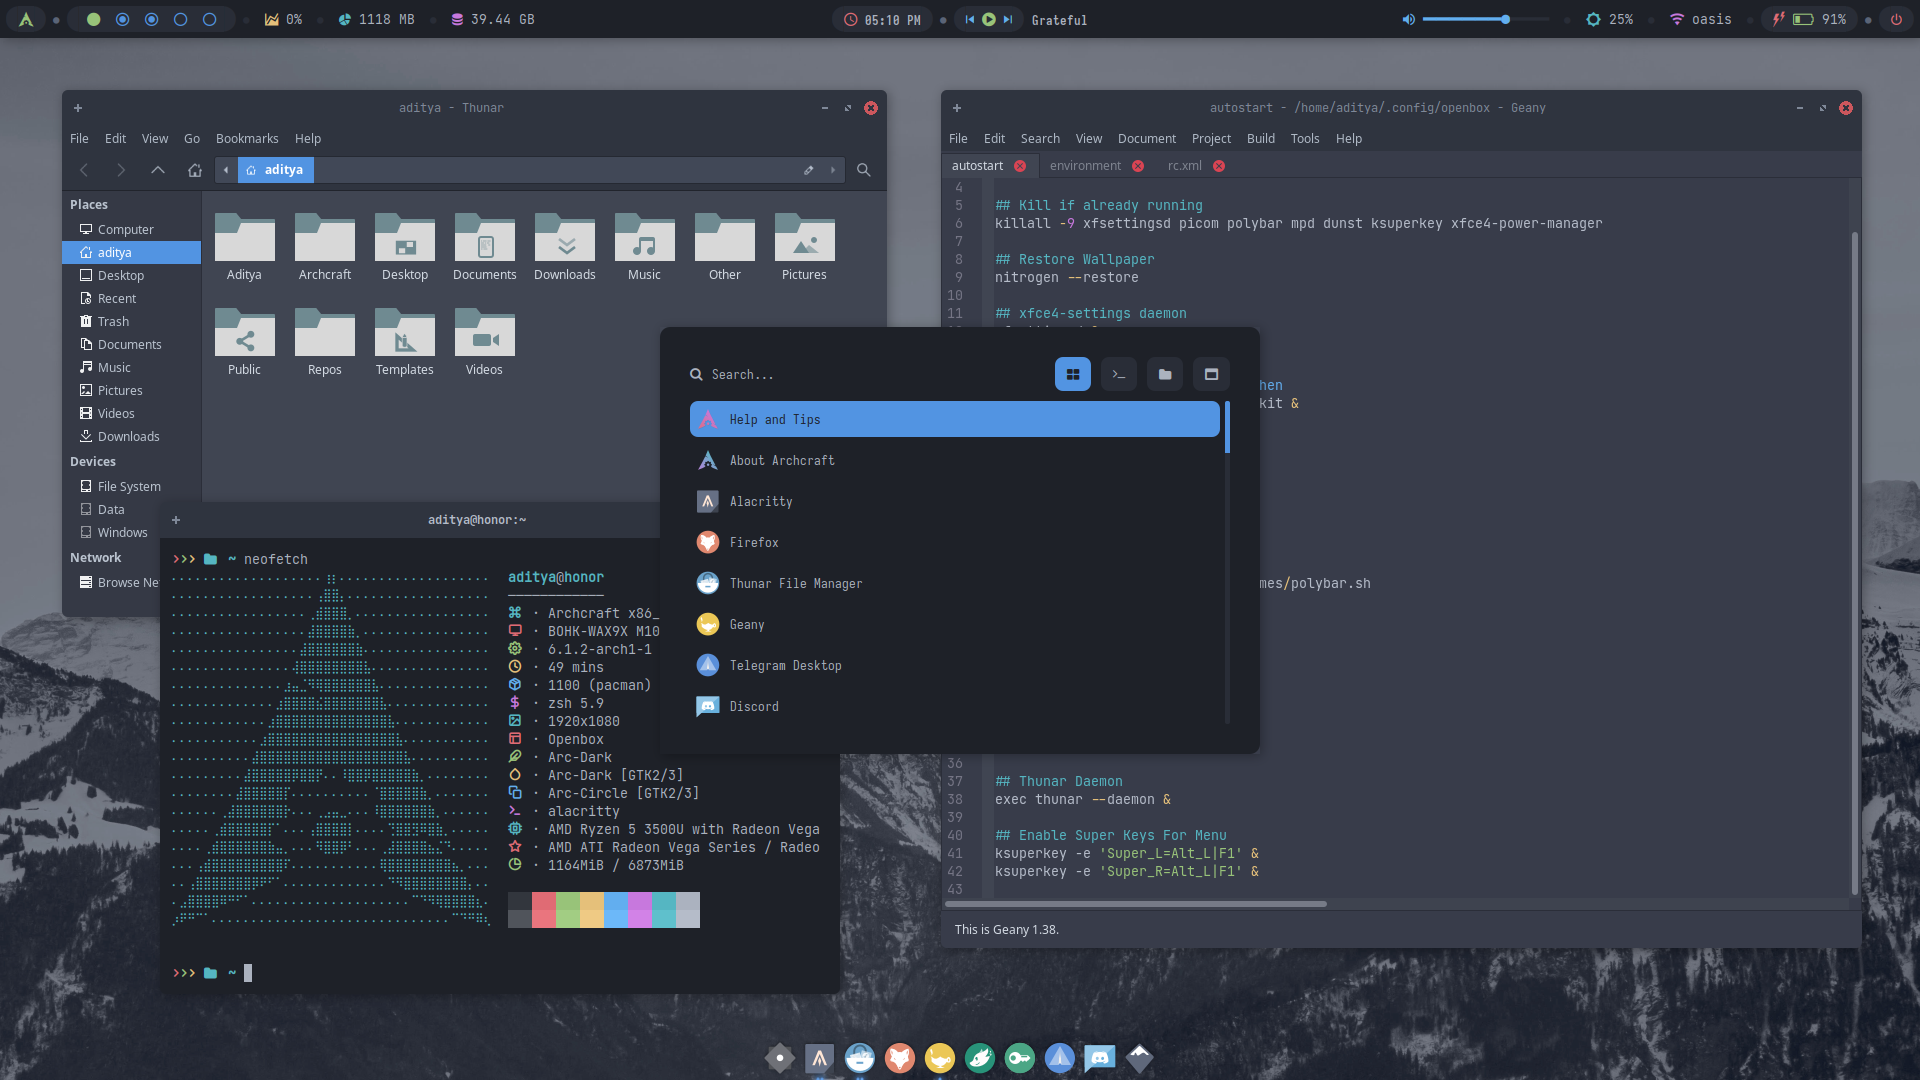 0%
1118 MB
39.44 GB
05:10 PM
Grateful
25%
oasis
91%
aditya - Thunar
File Edit View Go Bookmarks Help
aditya
Places
Computer
aditya
Desktop
Recent
Trash
Documents
Music
Pictures
Videos
Downloads
Devices
File System
Data
Windows
Network
Aditya Archcraft Desktop Documents Downloads Music Other Pictures
Public Repos Templates Videos
autostart - /home/aditya/.config/openbox - Geany
File Edit Search View Document Project Build Tools Help
autostart environment rc.xml
4
5 ## Kill if already running
6 killall -9 xfsettingsd picom polybar mpd dunst ksuperkey xfce4-power-manager
7
8 ## Restore Wallpaper
9 nitrogen --restore
10
11 ## xfce4-settings daemon
hen
kit &
mes/polybar.sh
36
37 ## Thunar Daemon
38 exec thunar --daemon &
39
40 ## Enable Super Keys For Menu
41 ksuperkey -e 'Super_L=Alt_L|F1' &
42 ksuperkey -e 'Super_R=Alt_L|F1' &
43
This is Geany 1.38.
Search...
Help and Tips
About Archcraft
Alacritty
Firefox
Thunar File Manager
Geany
Telegram Desktop
Discord
aditya@honor:~
>>> ~ neofetch
aditya@honor
· Archcraft x86_
· BOHK-WAX9X M10
· 6.1.2-arch1-1
· 49 mins
· 1100 (pacman)
· zsh 5.9
· 1920x1080
· Openbox
· Arc-Dark
· Arc-Dark [GTK2/3]
· Arc-Circle [GTK2/3]
· alacritty
· AMD Ryzen 5 3500U with Radeon Vega
· AMD ATI Radeon Vega Series / Radeo
· 1164MiB / 6873MiB
>>> ~